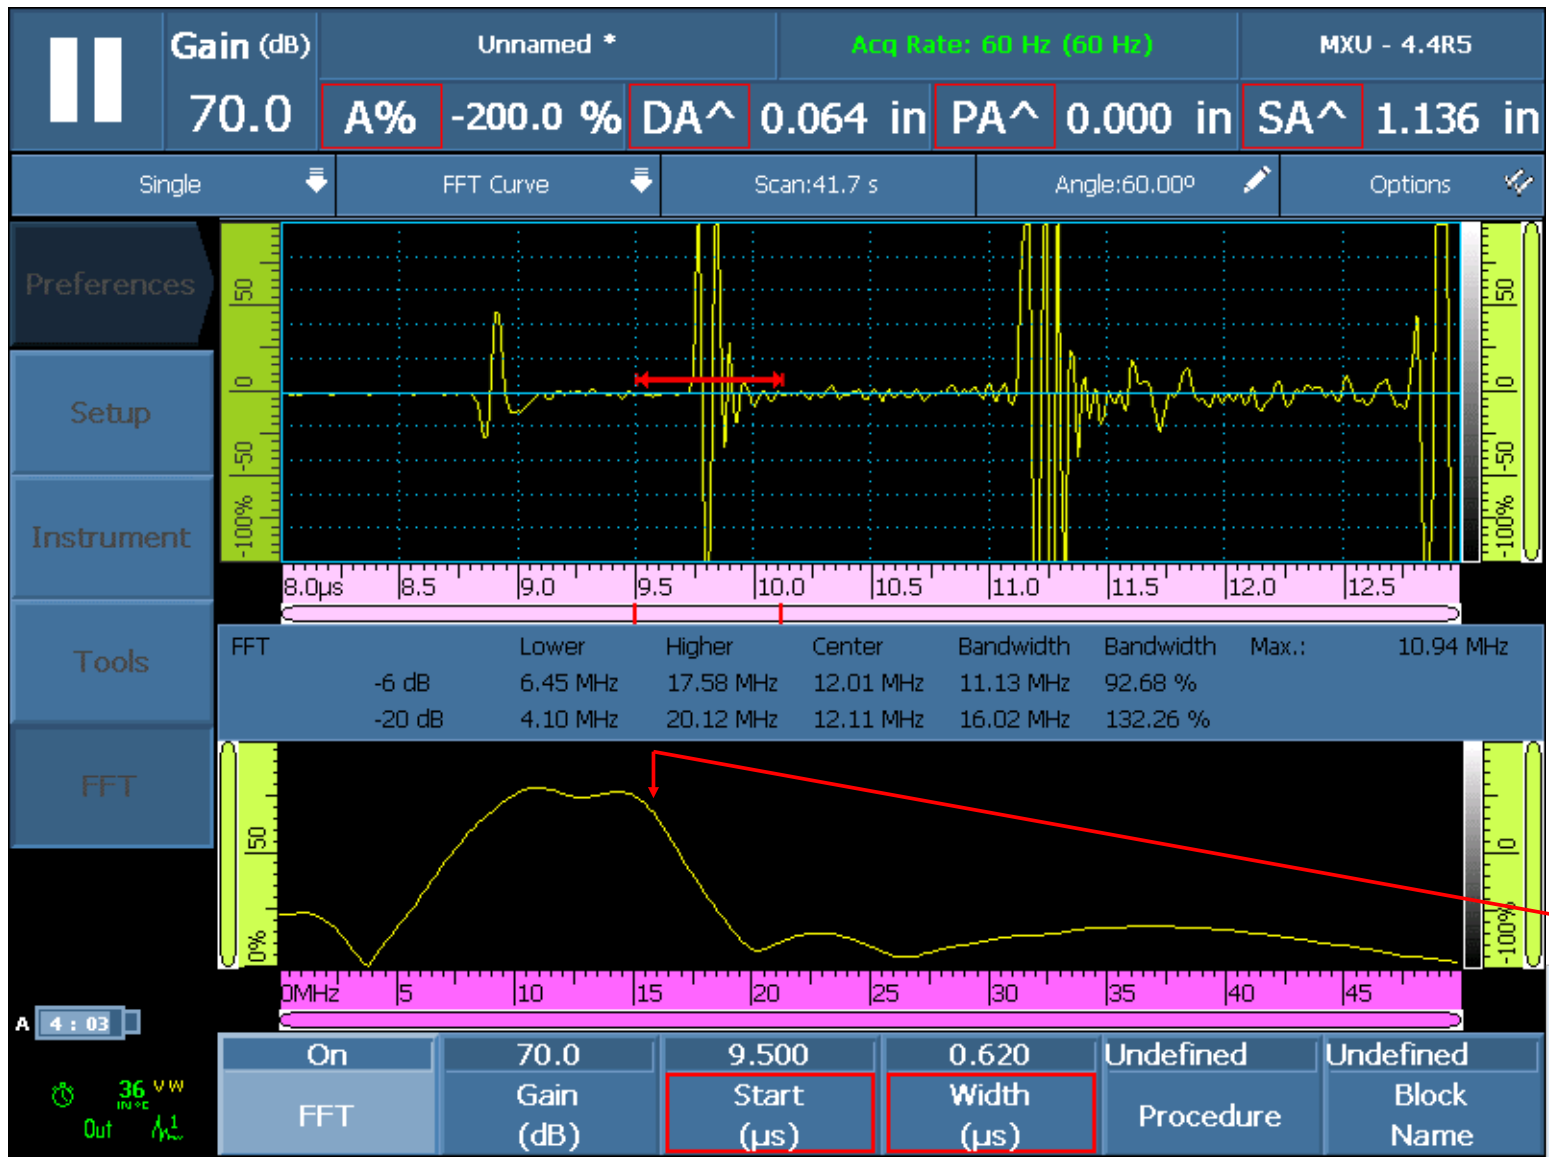 Gain (dB) Unnamed * Acq Rate: 60 Hz (60 Hz) MXU - 4.4R5
70.0 A% -200.0 % DA^ 0.064 in PA^ 0.000 in SA^ 1.136 in
Single FFT Curve Scan:41.7 s Angle:60.00º Options
Preferences
Setup
Instrument
Tools
FFT
50
0
-50
-100%
50
0
-50
-100%
8.0µs 8.5 9.0 9.5 10.0 10.5 11.0 11.5 12.0 12.5
FFT Lower Higher Center Bandwidth Bandwidth Max.: 10.94 MHz
-6 dB 6.45 MHz 17.58 MHz 12.01 MHz 11.13 MHz 92.68 %
-20 dB 4.10 MHz 20.12 MHz 12.11 MHz 16.02 MHz 132.26 %
50
0%
0
-100%
0MHz 5 10 15 20 25 30 35 40 45
A 4 : 03
36 V W
IN °C
Out 1
On 70.0 9.500 0.620 Undefined Undefined
FFT Gain (dB) Start (µs) Width (µs) Procedure Block Name